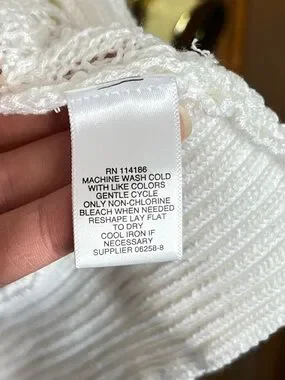 RN 114186
MACHINE WASH COLD
WITH LIKE COLORS
GENTLE CYCLE
ONLY NON-CHLORINE
BLEACH WHEN NEEDED
RESHAPE LAY FLAT
TO DRY
COOL IRON IF
NECESSARY
SUPPLIER 06258-8